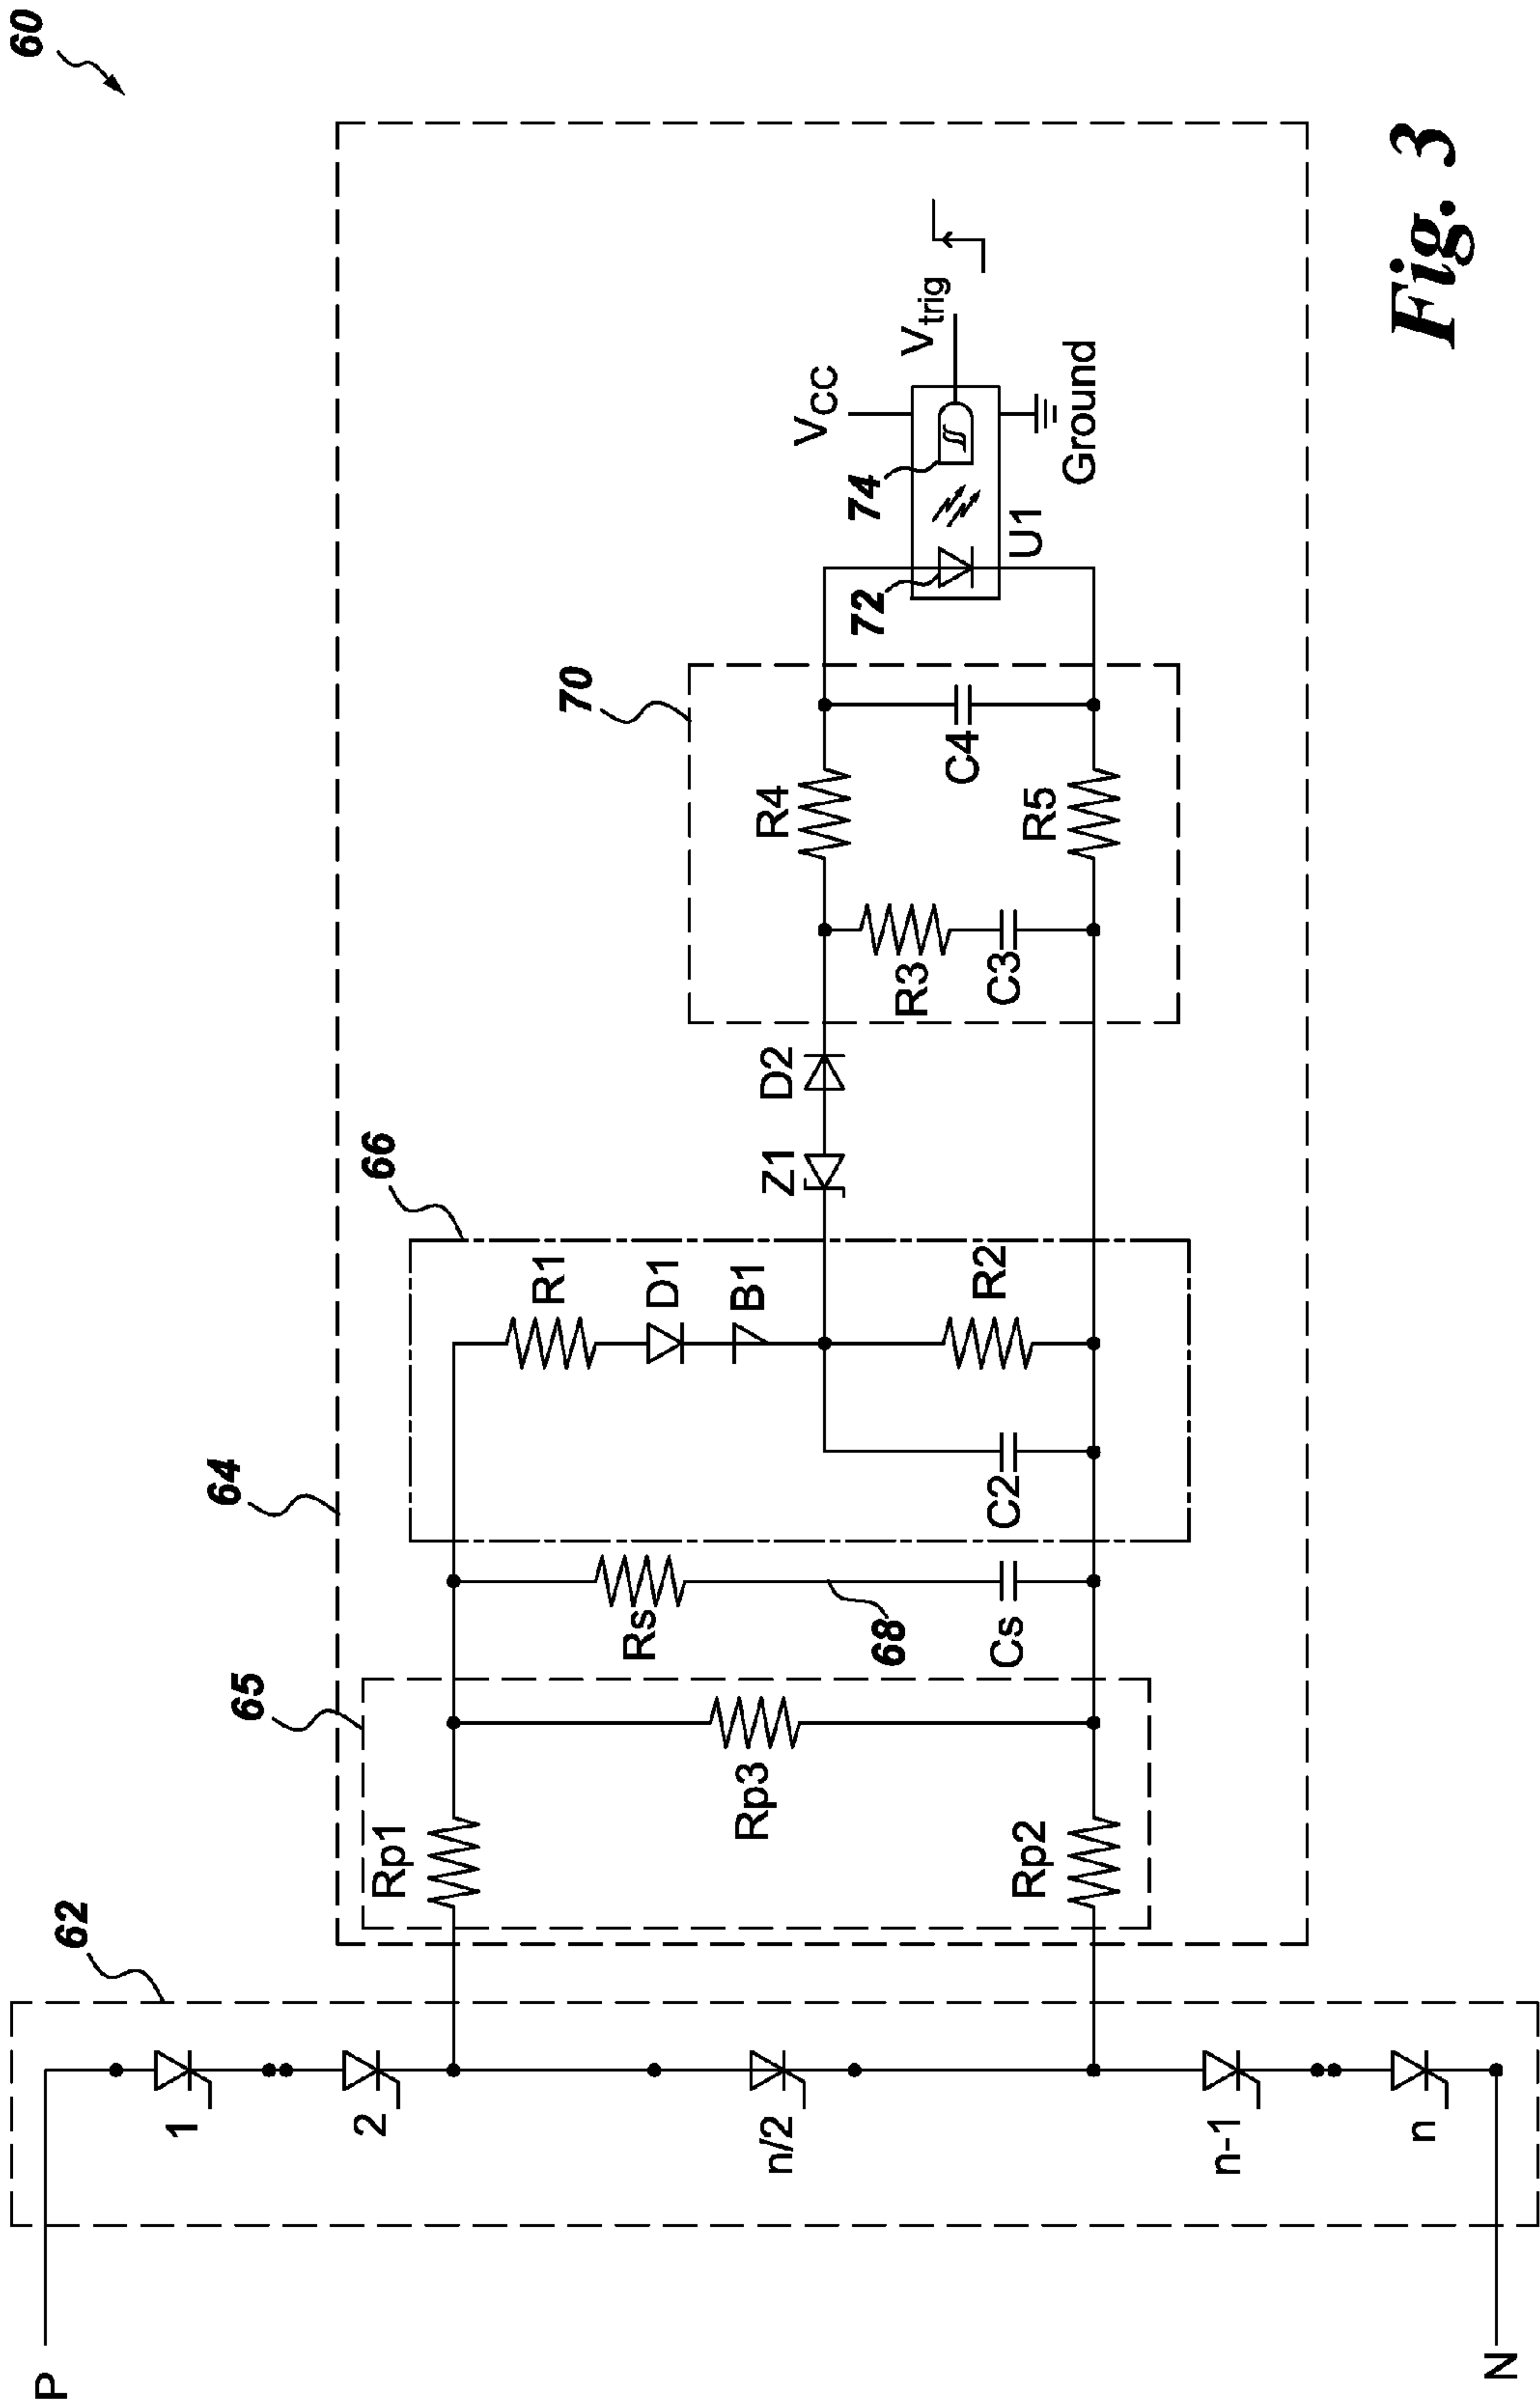 60
62
64
65
66
68
70
72
74
P
N
1
2
n/2
n-1
n
Rp1
Rp3
Rp2
Rs
Cs
R1
D1
B1
R2
C2
Z1
D2
R3
C3
R4
R5
C4
U1
VCC
Vtrig
Ground
Fig. 3